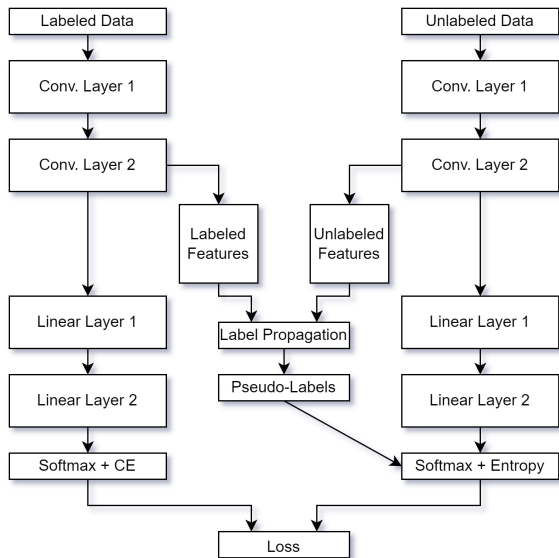 Labeled Data
Unlabeled Data
Conv. Layer 1
Conv. Layer 1
Conv. Layer 2
Conv. Layer 2
Labeled
Features
Unlabeled
Features
Linear Layer 1
Linear Layer 1
Label Propagation
Pseudo-Labels
Linear Layer 2
Linear Layer 2
Softmax + CE
Softmax + Entropy
Loss